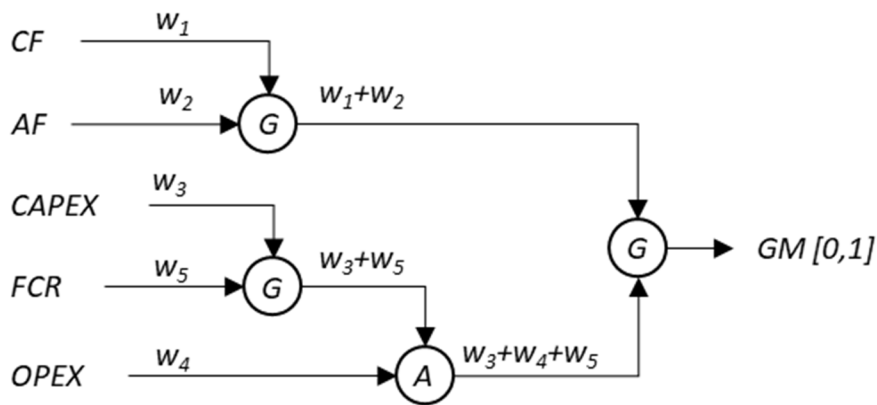 CF w1
AF w2 G w1+w2
CAPEX w3
G GM [0,1]
FCR w5 G w3+w5
OPEX w4 A w3+w4+w5